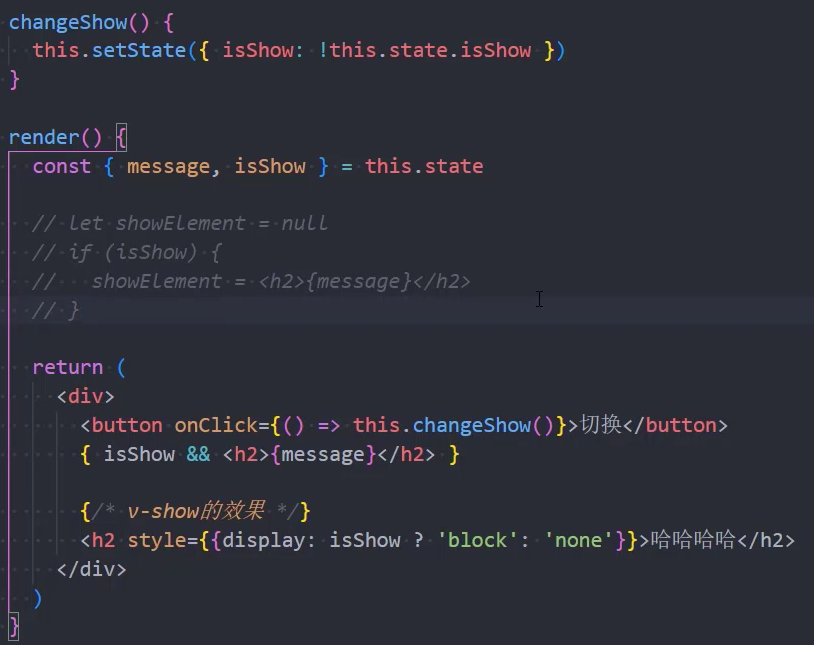 changeShow() {
  this.setState({ isShow: !this.state.isShow })
}

render() {
  const { message, isShow } = this.state

  // let showElement = null
  // if (isShow) {
  //   showElement = <h2>{message}</h2>
  // }

  return (
    <div>
      <button onClick={() => this.changeShow()}>切换</button>
      { isShow && <h2>{message}</h2> }

      {/* v-show的效果 */}
      <h2 style={{display: isShow ? 'block': 'none'}}>哈哈哈哈</h2>
    </div>
  )
}